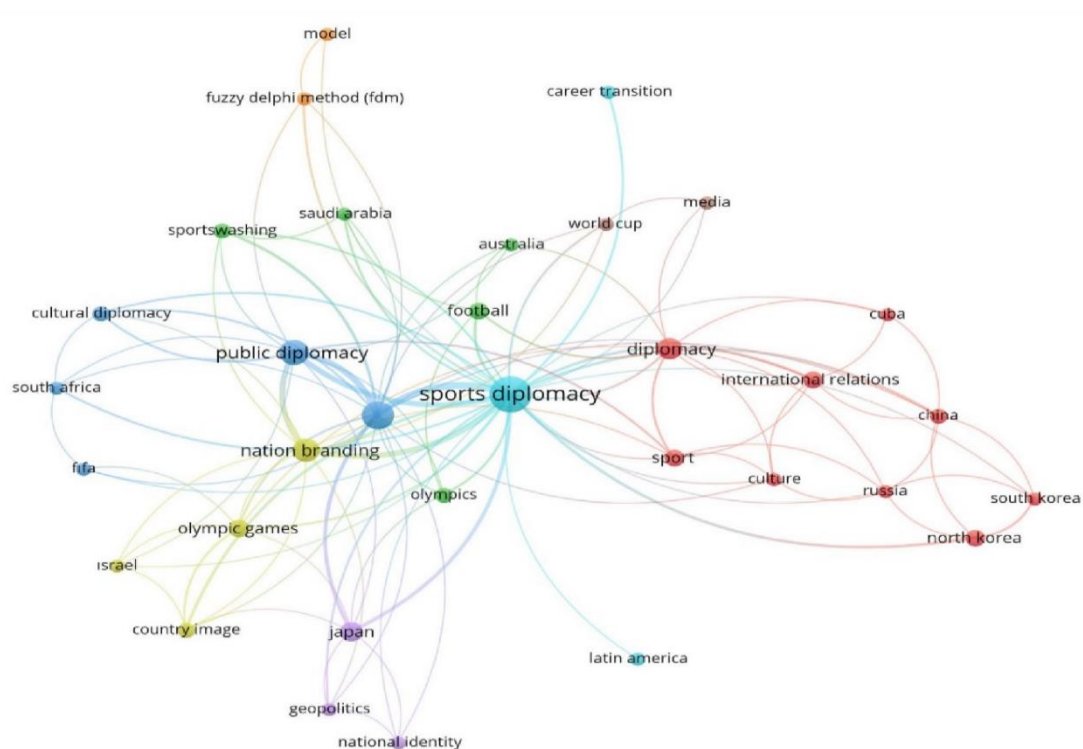 model
fuzzy delphi method (fdm)
career transition
media
saudi arabia
world cup
sportswashing
australia
cultural diplomacy
football
cuba
public diplomacy
diplomacy
international relations
south africa
sports diplomacy
china
nation branding
sport
fıfa
culture
olympics
russia
south korea
olympic games
north korea
ısrael
country image
japan
latin america
geopolitics
national identity